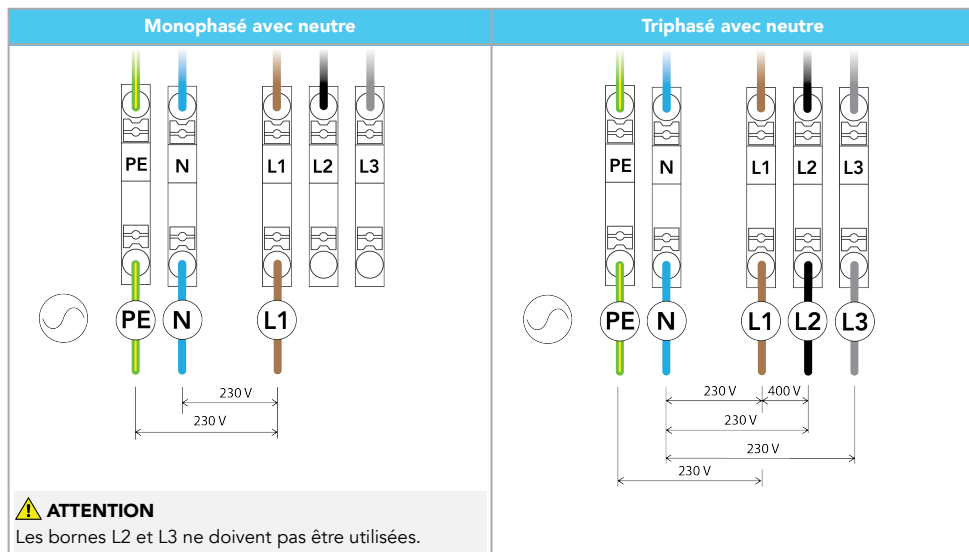 Monophasé avec neutre
PE N L1 L2 L3
PE N L1
230 V
230 V
ATTENTION
Les bornes L2 et L3 ne doivent pas être utilisées.
Triphasé avec neutre
PE N L1 L2 L3
PE N L1 L2 L3
230 V 400 V
230 V
230 V
230 V